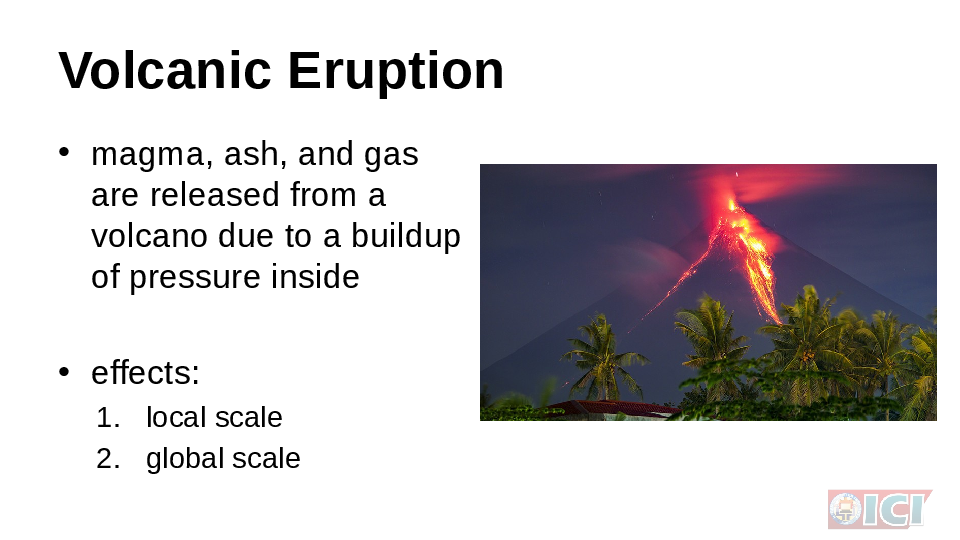 Volcanic Eruption
• magma, ash, and gas
are released from a
volcano due to a buildup
of pressure inside
• effects:
1. local scale
2. global scale
ICI